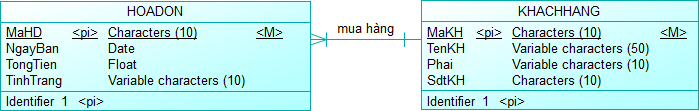 HOADON
MaHD <pi> Characters (10) <M>
NgayBan Date
TongTien Float
TinhTrang Variable characters (10)
Identifier 1 <pi>
mua hàng
KHACHHANG
MaKH <pi> Characters (10) <M>
TenKH Variable characters (50)
Phai Variable characters (10)
SdtKH Characters (10)
Identifier 1 <pi>